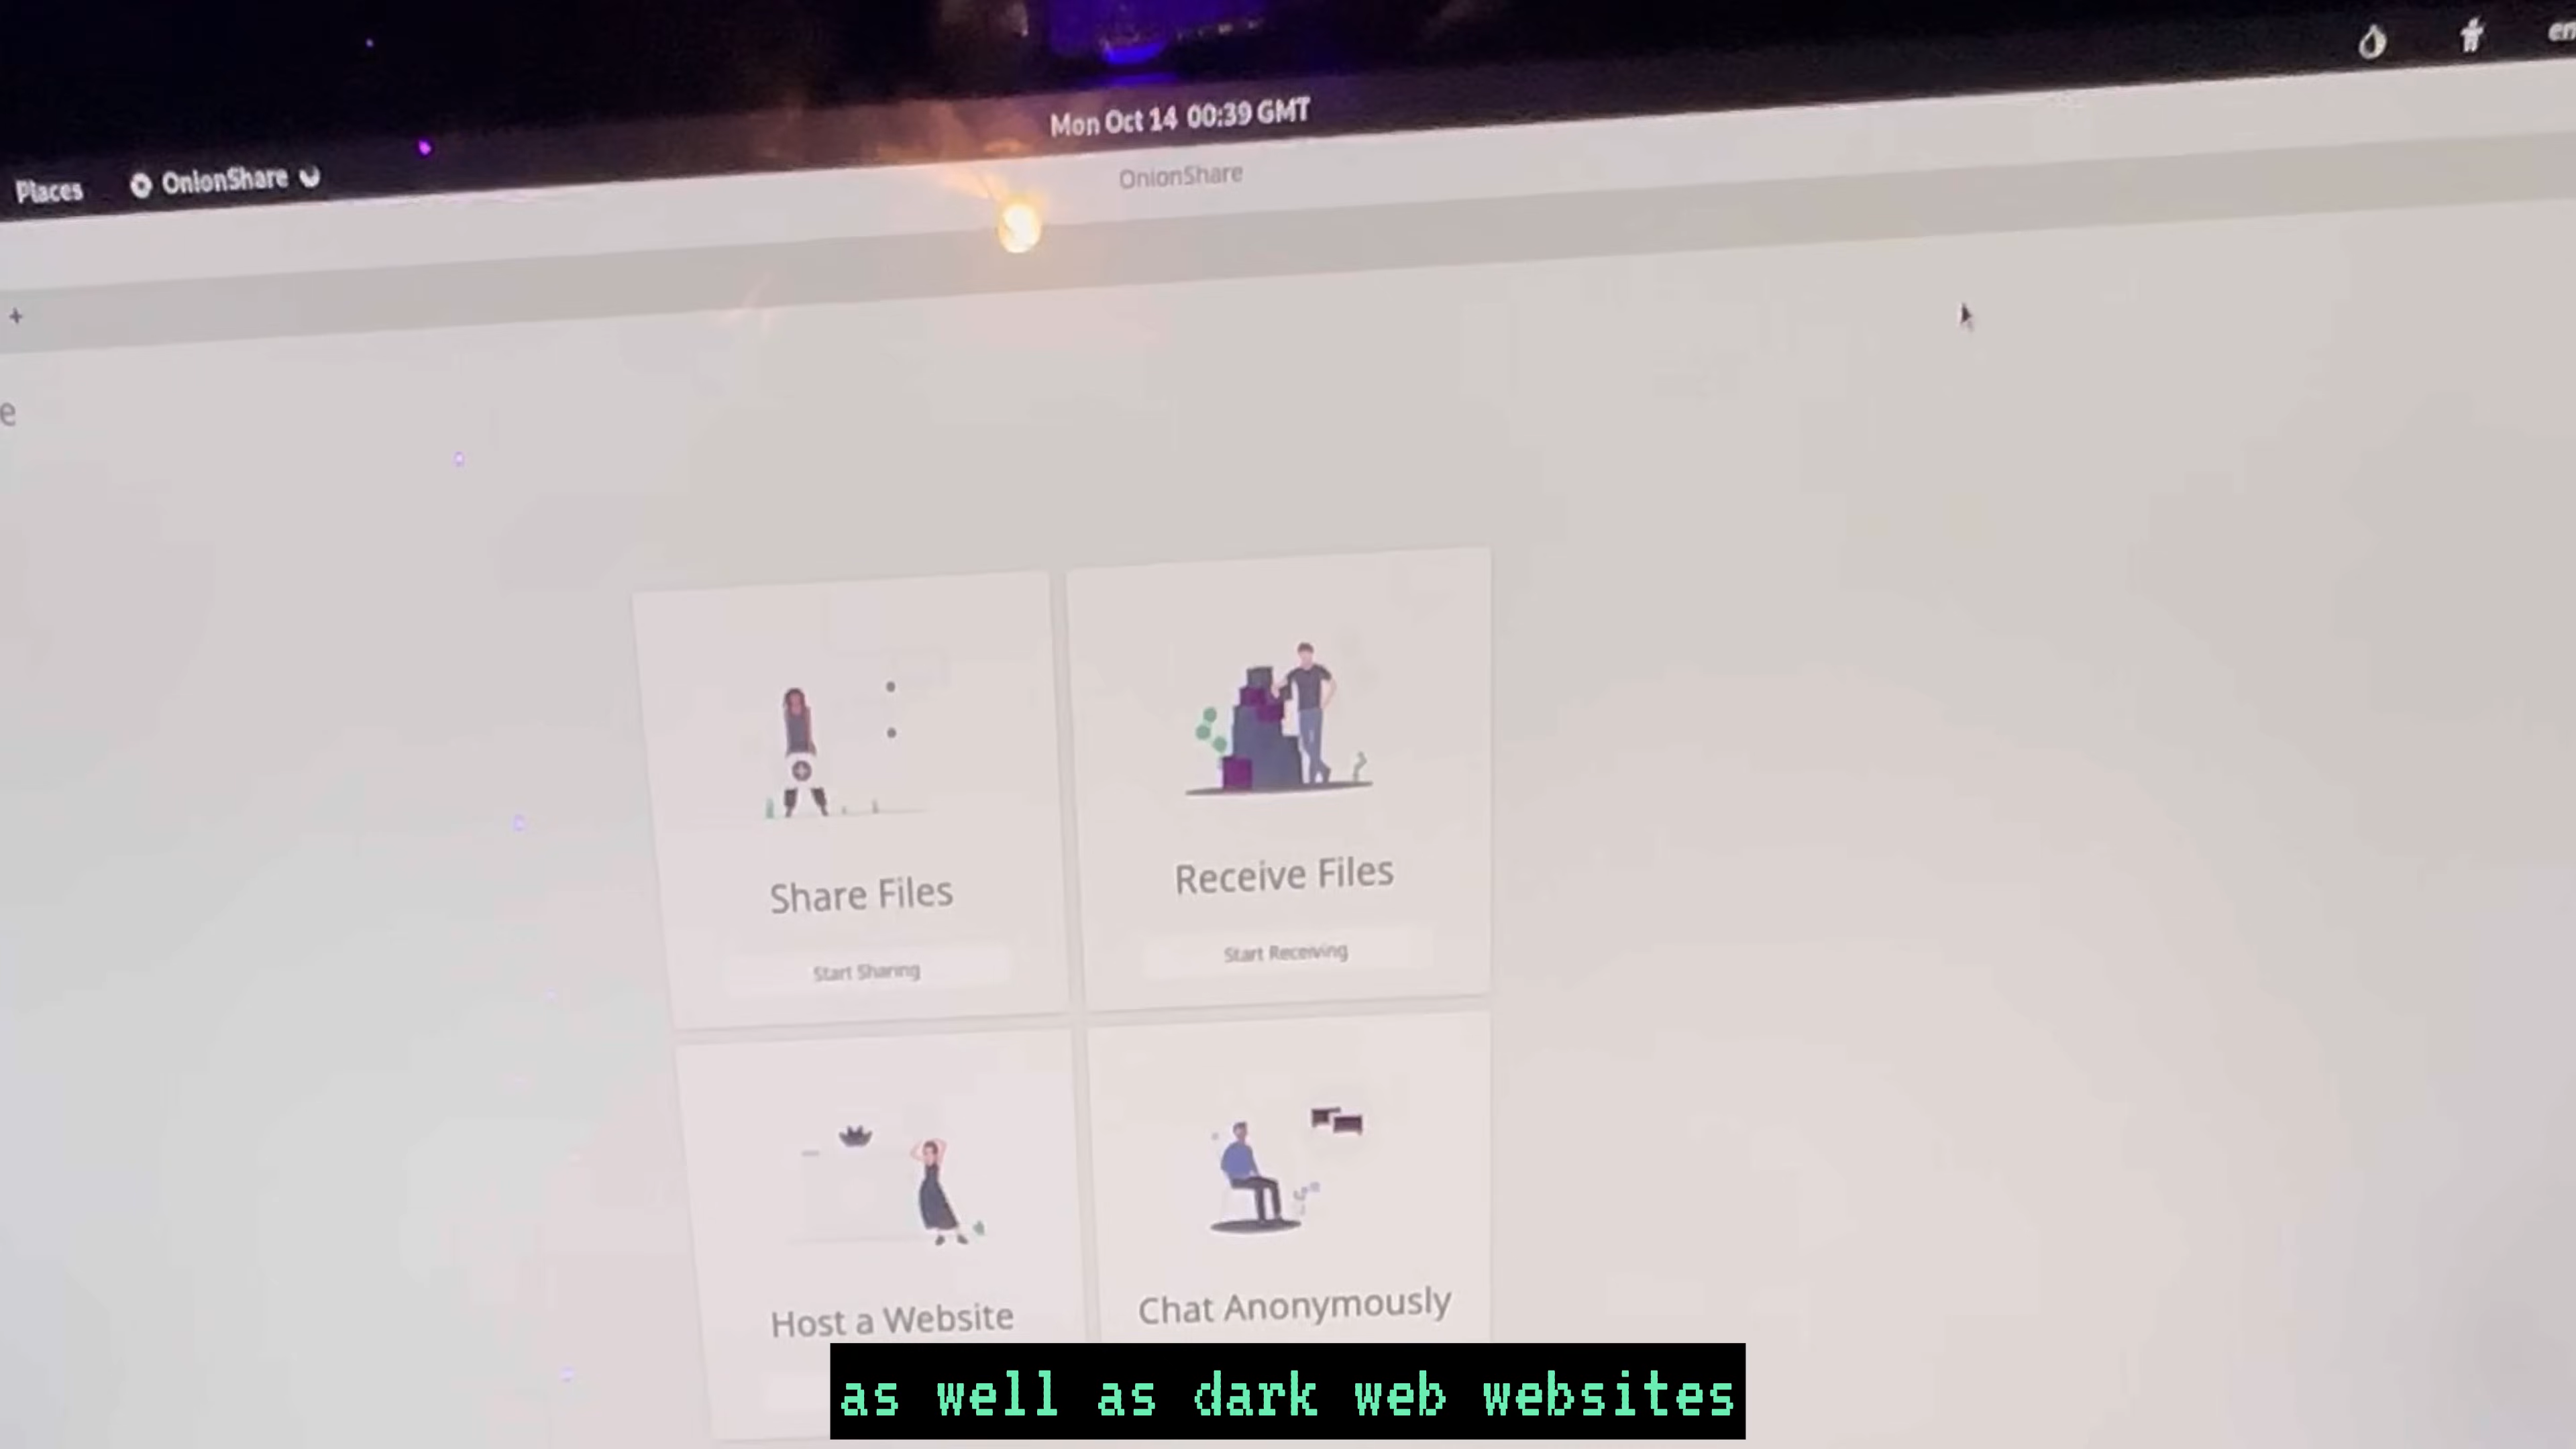 Mon Oct 14 00:39 GMT
en
Places OnionShare
OnionShare
+
e
Share Files
Receive Files
Start Sharing
Start Receiving
Host a Website
Chat Anonymously
as well as dark web websites